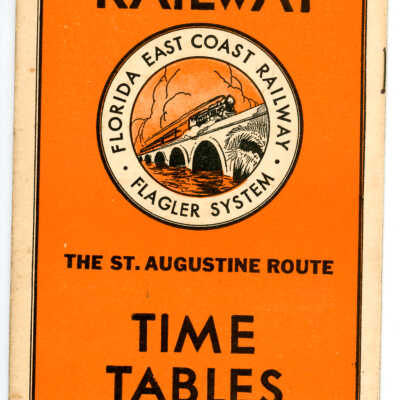 RAILWAY
FLORIDA EAST COAST RAILWAY
FLAGLER SYSTEM
THE ST. AUGUSTINE ROUTE
TIME
TABLES